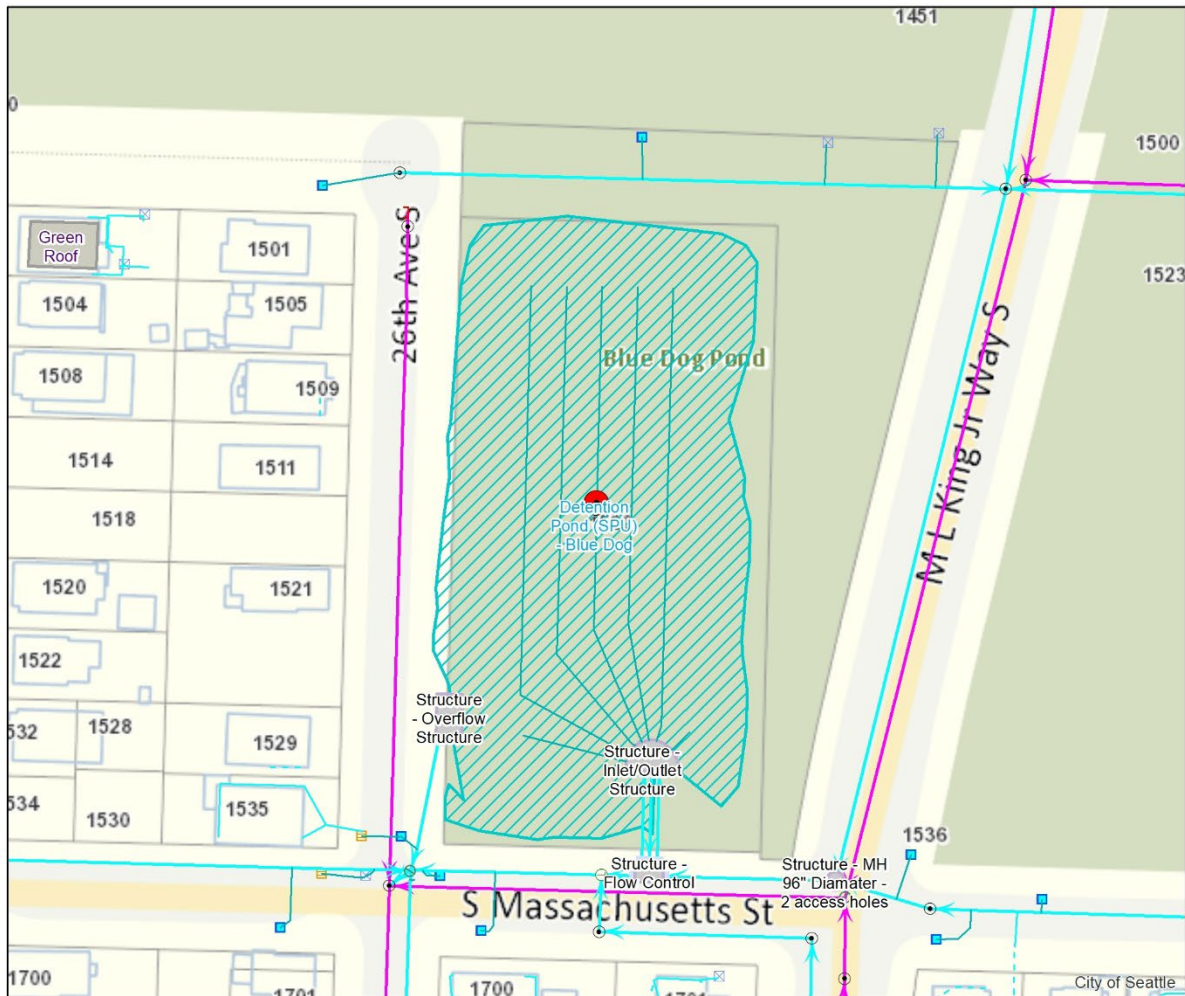 1451
0
1500
Green
Roof
1501
26th Ave S
1523
1504
1505
Blue Dog Pond
1508
1509
M L King Jr Way S
1514
1511
1518
Detention
Pond (SPU)
- Blue Dog
1520
1521
1522
Structure
- Overflow
Structure
532
1528
1529
Structure -
Inlet/Outlet
Structure
534
1530
1535
1536
Structure -
Flow Control
Structure - MH
96" Diamater -
2 access holes
S Massachusetts St
1700
1701
1700
1701
City of Seattle